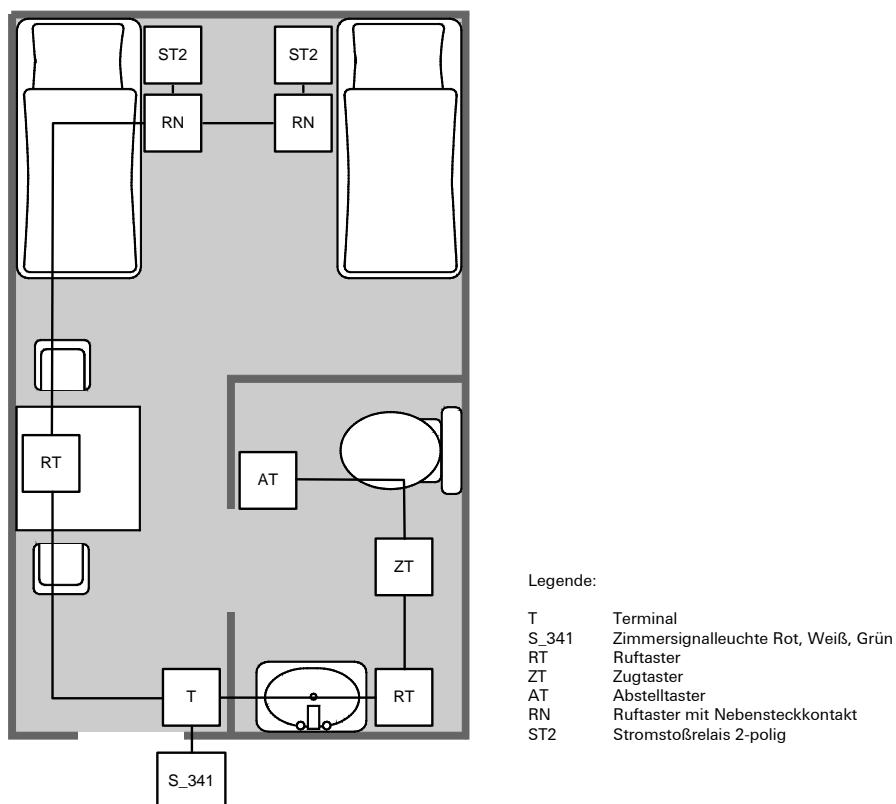 ST2 ST2
RN RN
RT
AT
ZT
T RT
S_341
Legende:
T Terminal
S_341 Zimmersignalleuchte Rot, Weiß, Grün
RT Ruftaster
ZT Zugtaster
AT Abstelltaster
RN Ruftaster mit Nebensteckkontakt
ST2 Stromstoßrelais 2-polig